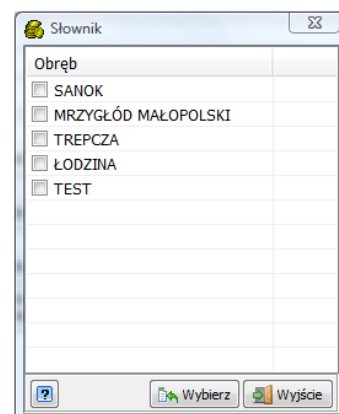 Słownik
Obręb
SANOK
MRZYGŁÓD MAŁOPOLSKI
TREPCZA
ŁODZINA
TEST
Wybierz Wyjście